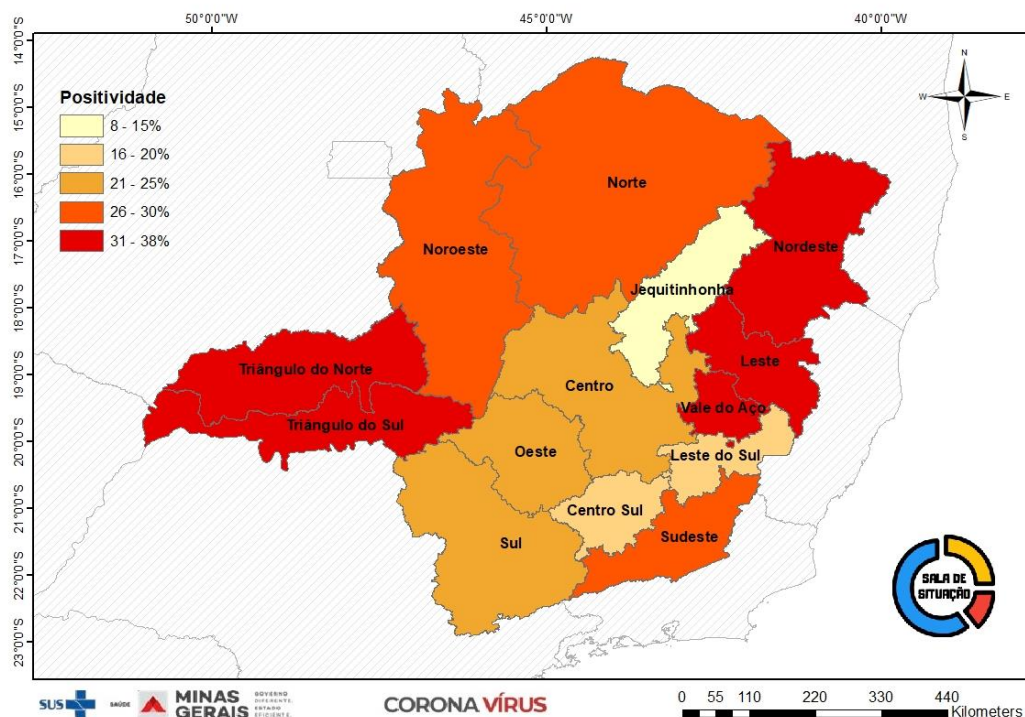 50°0'0"W
45°0'0"W
40°0'0"W
14°0'0"S
15°0'0"S
16°0'0"S
17°0'0"S
18°0'0"S
19°0'0"S
20°0'0"S
21°0'0"S
22°0'0"S
23°0'0"S
Positividade
8 - 15%
16 - 20%
21 - 25%
26 - 30%
31 - 38%
N
W
E
S
Norte
Noroeste
Nordeste
Jequitinhonha
Triângulo do Norte
Leste
Centro
Vale do Aço
Triângulo do Sul
Oeste
Leste do Sul
Centro Sul
Sudeste
Sul
SALA DE
SITUAÇÃO
SUS
SAÚDE
MINAS
GERAIS
GOVERNO
DIFERENTE.
ESTADO
EFICIENTE.
CORONA VÍRUS
0 55 110 220 330 440
Kilometers